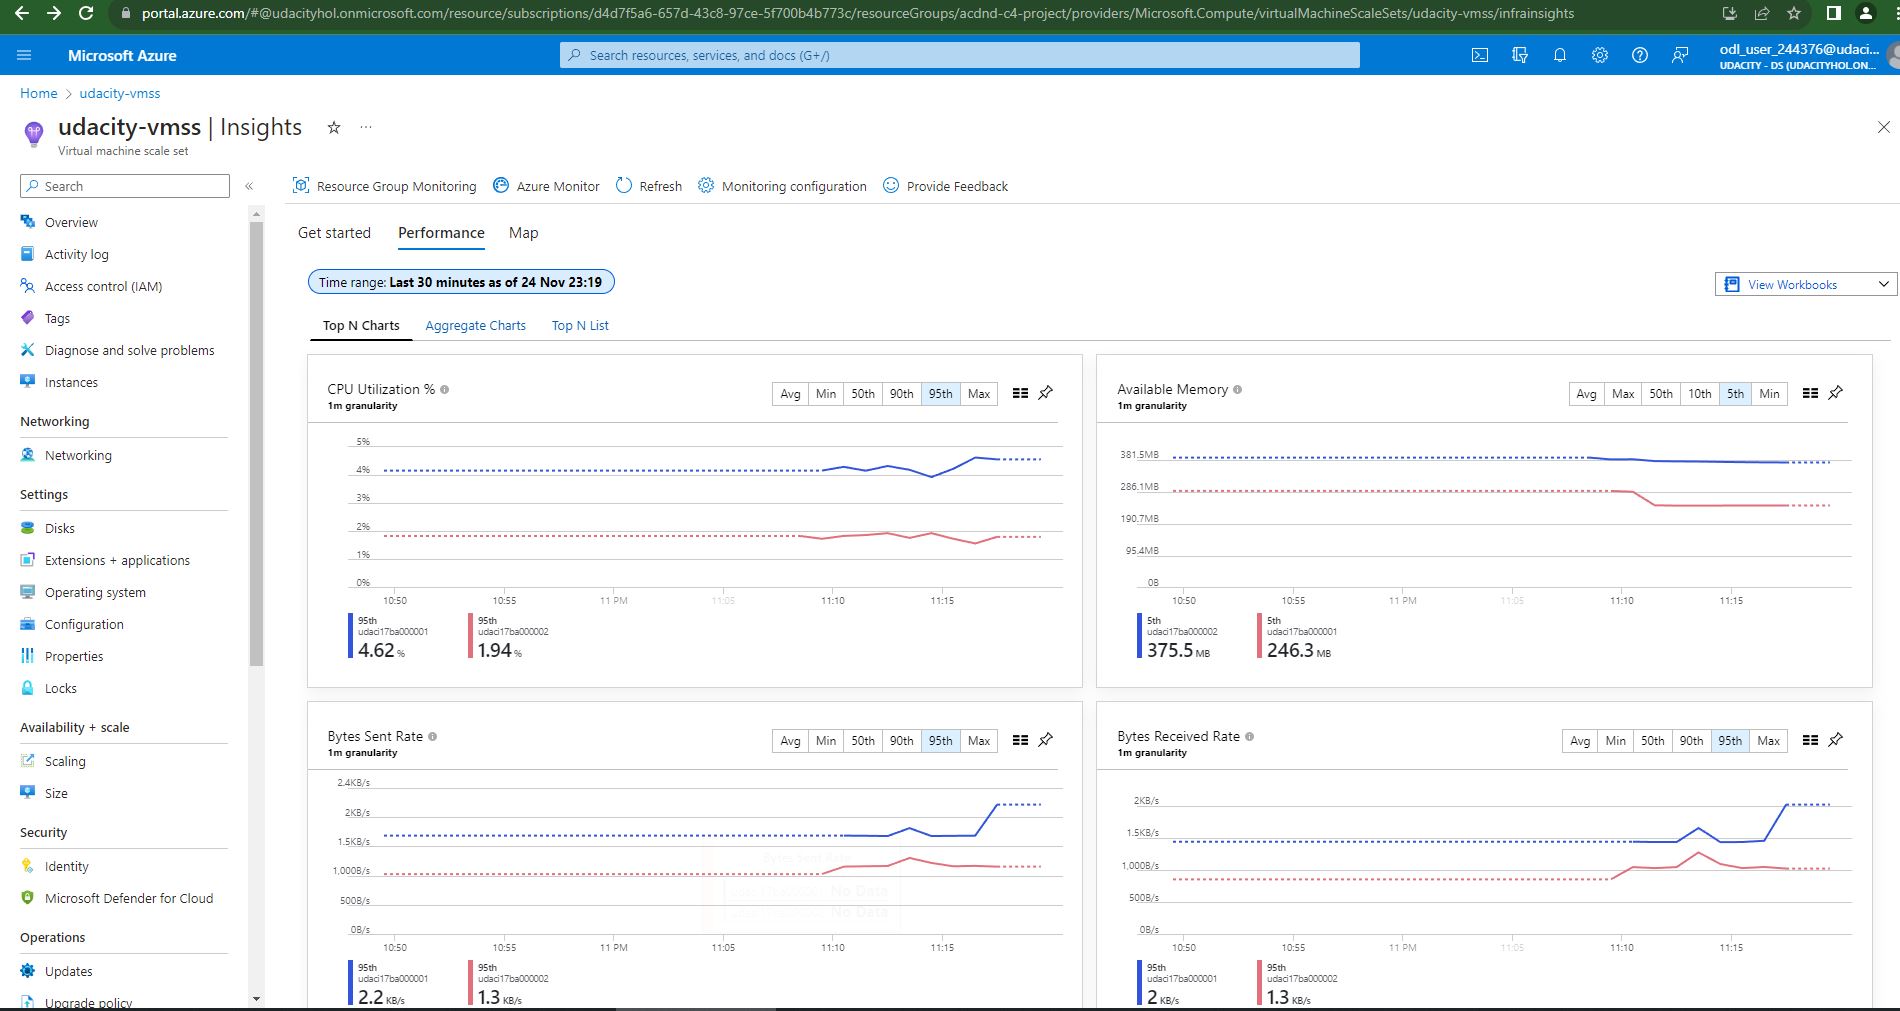 portal.azure.com/#@udacityhol.onmicrosoft.com/resource/subscriptions/d4d7f5a6-657d-43c8-97ce-5f700b4b773c/resourceGroups/acdnd-c4-project/providers/Microsoft.Compute/virtualMachineScaleSets/udacity-vmss/infrainsights
Microsoft Azure
Search resources, services, and docs (G+/)
odl_user_244376@udaci...
UDACITY - DS (UDACITYHOL.ON...
Home > udacity-vmss
udacity-vmss | Insights
Virtual machine scale set
Search
Overview
Activity log
Access control (IAM)
Tags
Diagnose and solve problems
Instances
Networking
Networking
Settings
Disks
Extensions + applications
Operating system
Configuration
Properties
Locks
Availability + scale
Scaling
Size
Security
Identity
Microsoft Defender for Cloud
Operations
Updates
Upgrade policy
Resource Group Monitoring Azure Monitor Refresh Monitoring configuration Provide Feedback
Get started Performance Map
Time range: Last 30 minutes as of 24 Nov 23:19
View Workbooks
Top N Charts Aggregate Charts Top N List
CPU Utilization %
1m granularity
Avg Min 50th 90th 95th Max
5%
4%
3%
2%
1%
0%
10:50 10:55 11 PM 11:05 11:10 11:15
95th
udaci17ba000001
4.62 %
95th
udaci17ba000002
1.94 %
Available Memory
1m granularity
Avg Max 50th 10th 5th Min
381.5MB
286.1MB
190.7MB
95.4MB
0B
10:50 10:55 11 PM 11:05 11:10 11:15
5th
udaci17ba000002
375.5 MB
5th
udaci17ba000001
246.3 MB
Bytes Sent Rate
1m granularity
Avg Min 50th 90th 95th Max
2.4KB/s
2KB/s
1.5KB/s
1,000B/s
500B/s
0B/s
Bytes Sent Rate
No Data
No Data
10:50 10:55 11 PM 11:05 11:10 11:15
95th
udaci17ba000001
2.2 KB/s
95th
udaci17ba000002
1.3 KB/s
Bytes Received Rate
1m granularity
Avg Min 50th 90th 95th Max
2KB/s
1.5KB/s
1,000B/s
500B/s
0B/s
10:50 10:55 11 PM 11:05 11:10 11:15
95th
udaci17ba000001
2 KB/s
95th
udaci17ba000002
1.3 KB/s